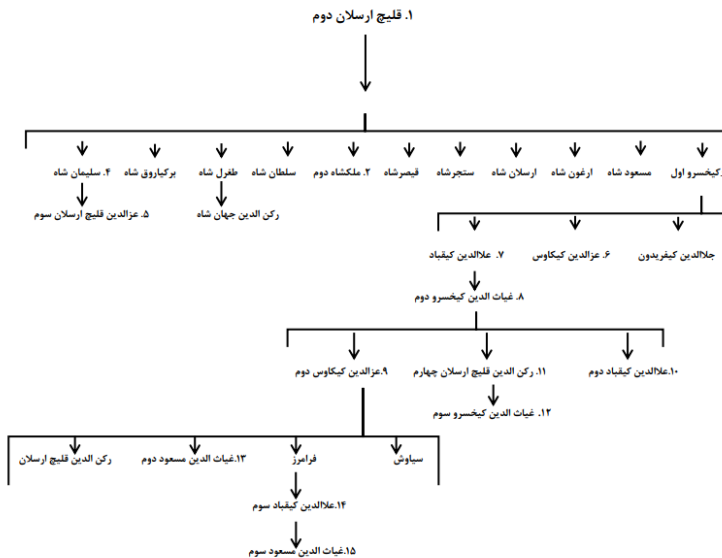 ۱. قلیچ ارسلان دوم
کیخسرو اول
مسعود شاه
ارغون شاه
ارسلان شاه
سنجرشاه
قیصرشاه
۲. ملکشاه دوم
سلطان شاه
طغرل شاه
برکیاروق شاه
۴. سلیمان شاه
رکن الدین جهان شاه
۵. عزالدین قلیچ ارسلان سوم
جلاالدین کیفریدون
۶. عزالدین کیکاوس
۷. علاالدین کیقباد
۸. غیاث الدین کیخسرو دوم
۱۰.علاالدین کیقباد دوم
۱۱. رکن الدین قلیچ ارسلان چهارم
۹.عزالدین کیکاوس دوم
۱۲. غیاث الدین کیخسرو سوم
سیاوش
فرامرز
۱۳.غیاث الدین مسعود دوم
رکن الدین قلیچ ارسلان
۱۴.علاالدین کیقباد سوم
۱۵.غیاث الدین مسعود سوم